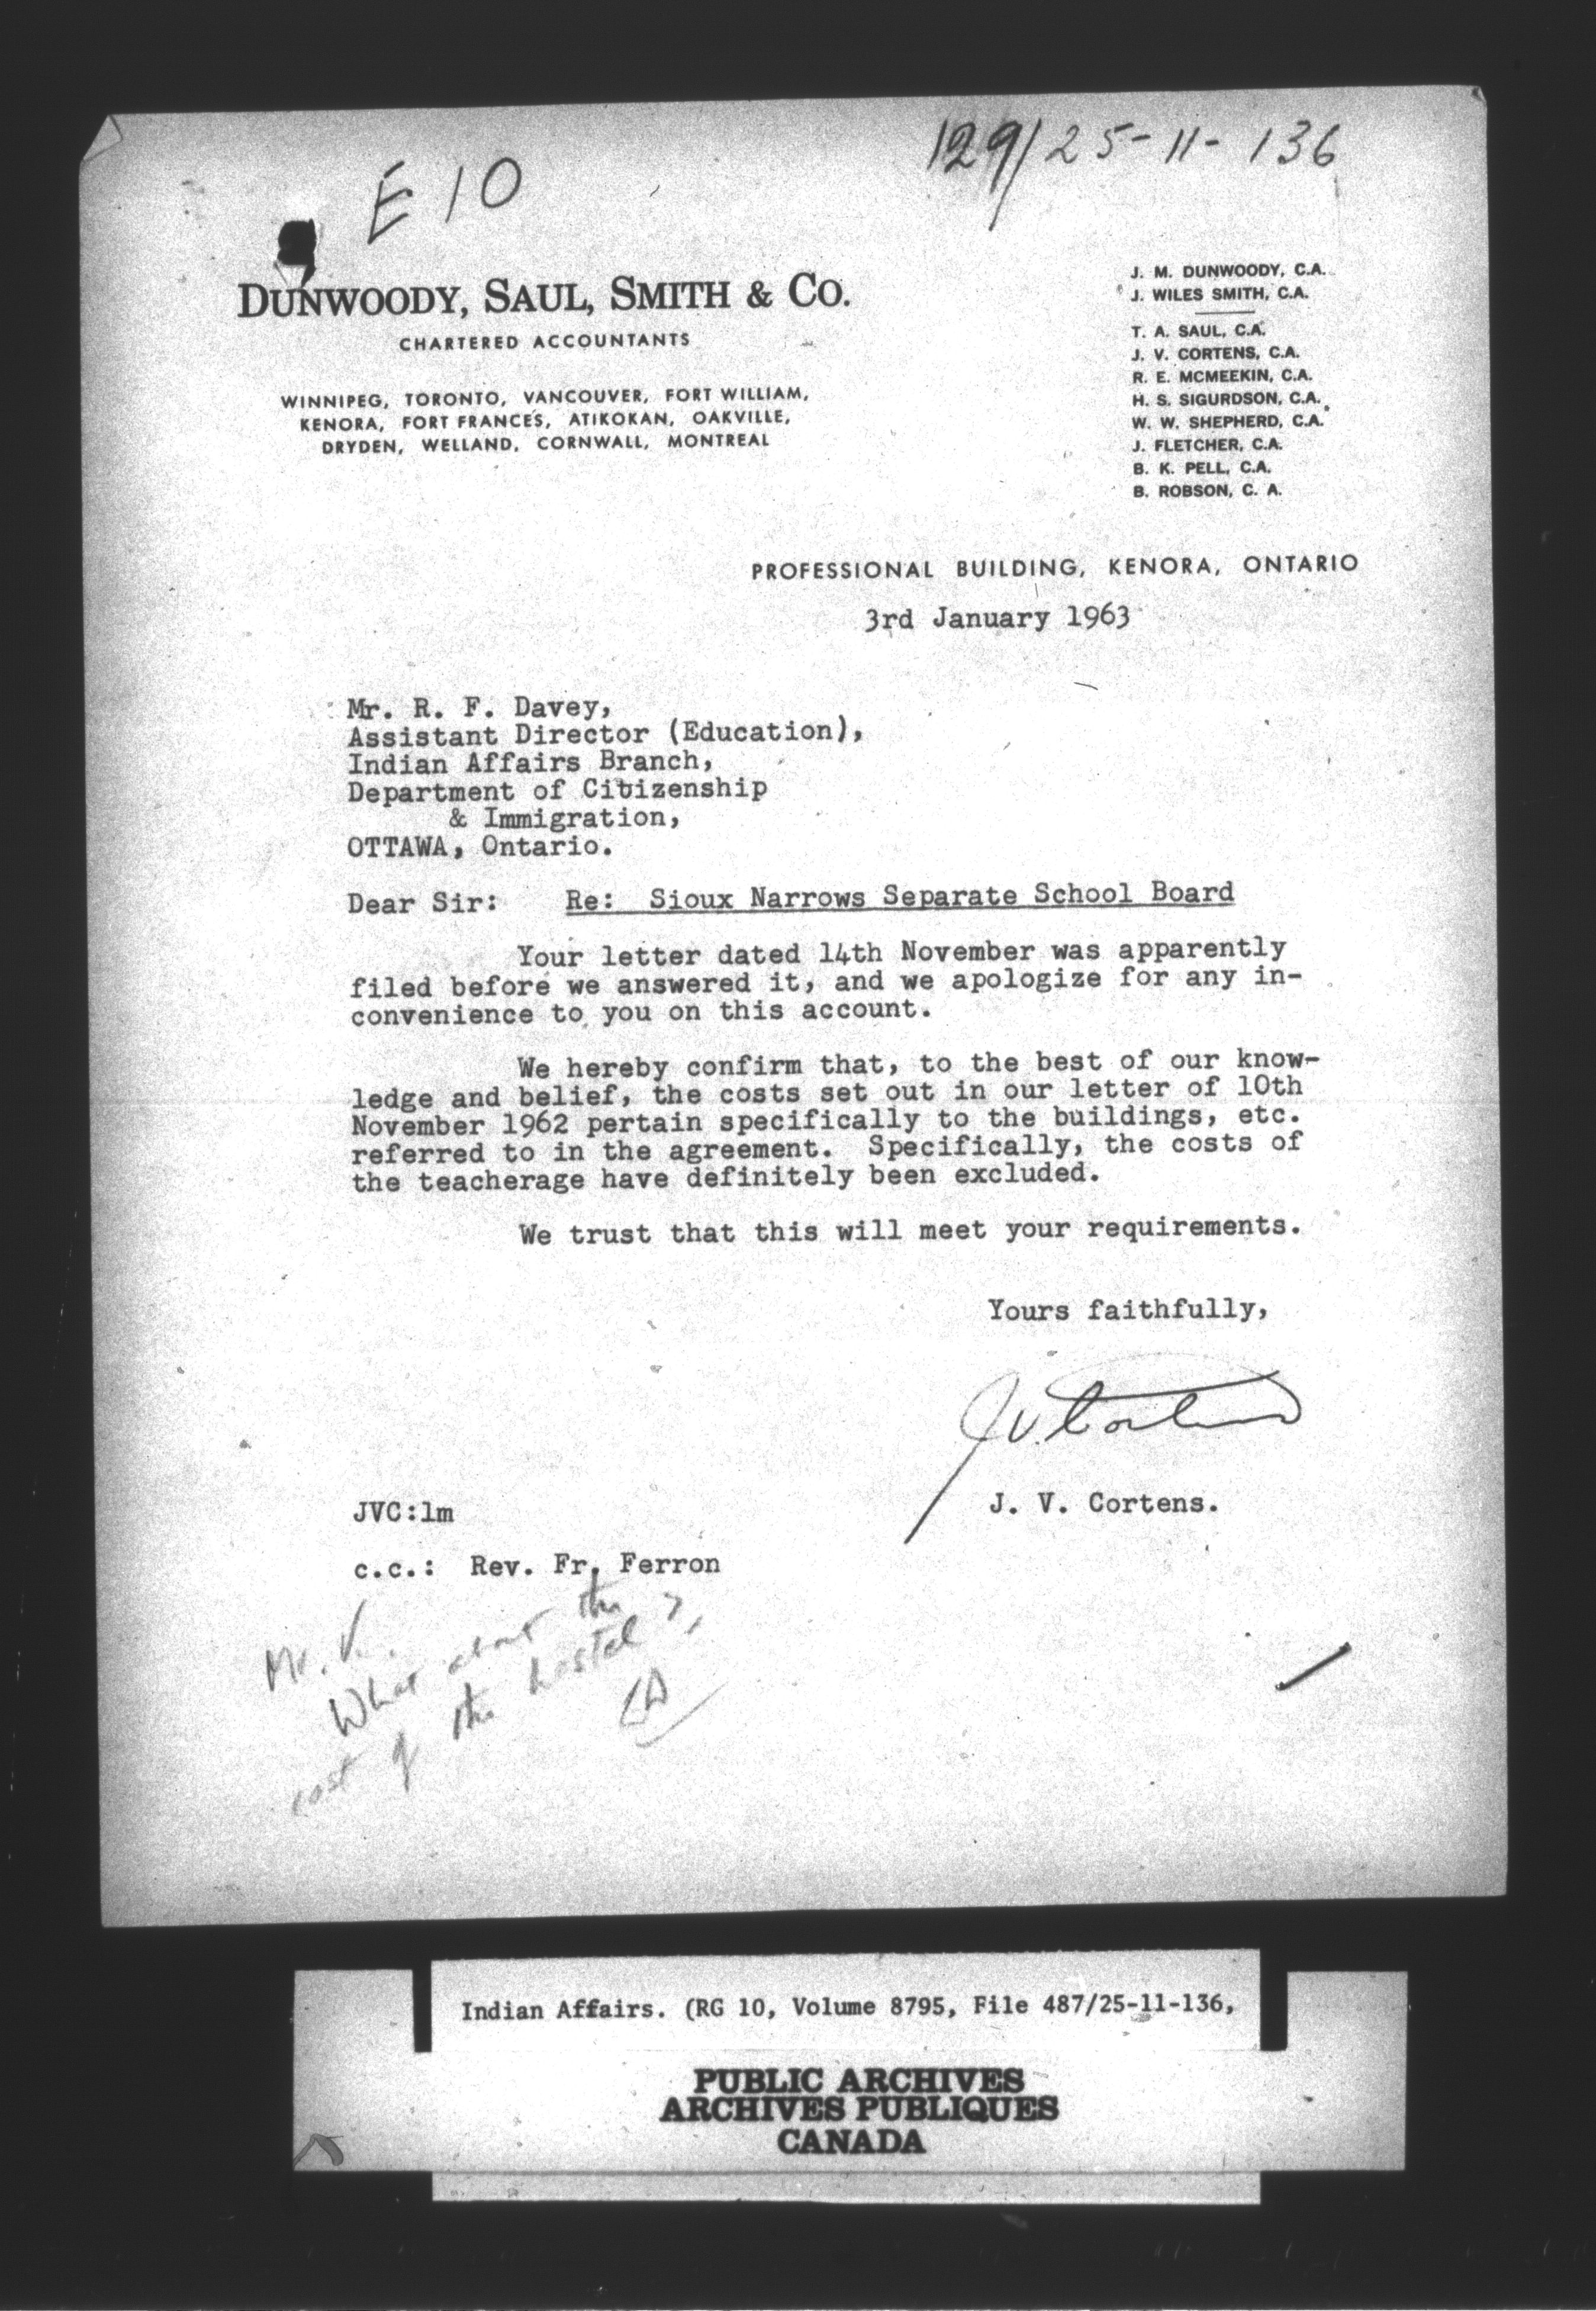 E 10
129/25-11-136
DUNWOODY, SAUL, SMITH & CO.
CHARTERED ACCOUNTANTS
WINNIPEG, TORONTO, VANCOUVER, FORT WILLIAM,
KENORA, FORT FRANCES, ATIKOKAN, OAKVILLE,
DRYDEN, WELLAND, CORNWALL, MONTREAL
J. M. DUNWOODY, C.A.
J. WILES SMITH, C.A.
T. A. SAUL, C.A.
J. V. CORTENS, C.A.
R. E. MCMEEKIN, C.A.
H. S. SIGURDSON, C.A.
W. W. SHEPHERD, C.A.
J. FLETCHER, C.A.
B. K. PELL, C.A.
B. ROBSON, C. A.
PROFESSIONAL BUILDING, KENORA, ONTARIO
3rd January 1963
Mr. R. F. Davey,
Assistant Director (Education),
Indian Affairs Branch,
Department of Citizenship
& Immigration,
OTTAWA, Ontario.
Dear Sir: Re: Sioux Narrows Separate School Board
Your letter dated 14th November was apparently
filed before we answered it, and we apologize for any in-
convenience to you on this account.
We hereby confirm that, to the best of our know-
ledge and belief, the costs set out in our letter of 10th
November 1962 pertain specifically to the buildings, etc.
referred to in the agreement. Specifically, the costs of
the teacherage have definitely been excluded.
We trust that this will meet your requirements.
Yours faithfully,
J.V. Cortens
J. V. Cortens.
JVC:lm
c.c.: Rev. Fr. Ferron
Mr. V.
What about the
cost of the hostel?
Indian Affairs. (RG 10, Volume 8795, File 487/25-11-136,
PUBLIC ARCHIVES
ARCHIVES PUBLIQUES
CANADA